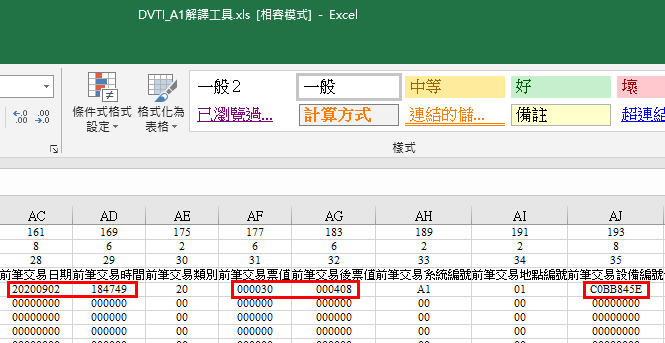 DVTI_A1解譯工具.xls [相容模式] - Excel
條件式格式設定
格式化為表格
一般 2
一般
中等
好
壞
已瀏覽過...
計算方式
連結的儲...
備註
超連結
樣式
AC AD AE AF AG AH AI AJ
161 169 175 177 183 189 191 193
8 6 2 6 6 2 2 8
28 29 30 31 32 33 34 35
前筆交易日期 前筆交易時間 前筆交易類別 前筆交易票值 前筆交易後票值 前筆交易系統編號 前筆交易地點編號 前筆交易設備編號
20200902 184749 20 000030 000408 A1 01 C0BB845E
00000000 000000 00 000000 000000 00 00 00000000
00000000 000000 00 000000 000000 00 00 00000000
00000000 000000 00 000000 000000 00 00 00000000